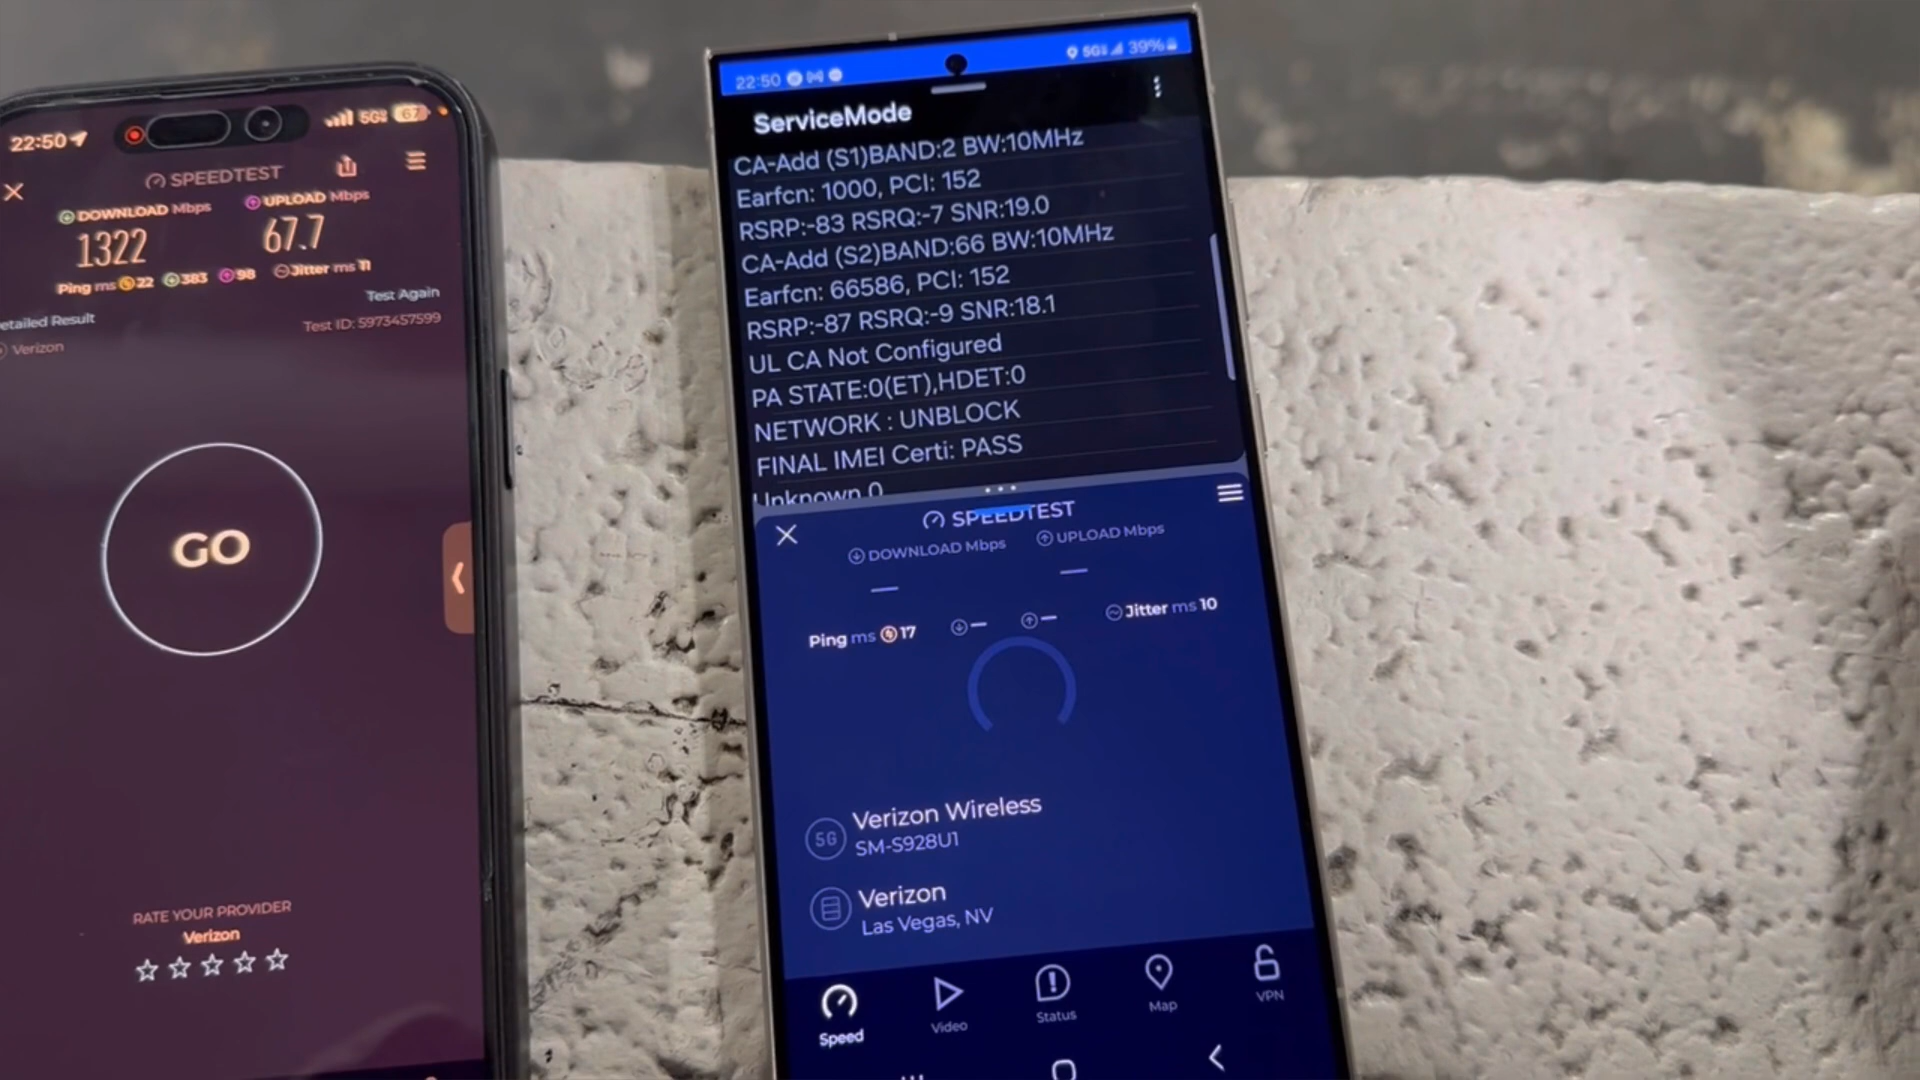 22:50
5G
67
SPEEDTEST
DOWNLOAD Mbps
UPLOAD Mbps
1322
67.7
Ping ms 22 383 98 Jitter ms 11
Test Again
Detailed Result
Test ID: 5973457599
Verizon
GO
RATE YOUR PROVIDER
Verizon
22:50
5G 39%
ServiceMode
CA-Add (S1)BAND:2 BW:10MHz
Earfcn: 1000, PCI: 152
RSRP:-83 RSRQ:-7 SNR:19.0
CA-Add (S2)BAND:66 BW:10MHz
Earfcn: 66586, PCI: 152
RSRP:-87 RSRQ:-9 SNR:18.1
UL CA Not Configured
PA STATE:0(ET),HDET:0
NETWORK : UNBLOCK
FINAL IMEI Certi: PASS
Unknown 0
SPEEDTEST
DOWNLOAD Mbps
UPLOAD Mbps
Ping ms 17
Jitter ms 10
5G
Verizon Wireless
SM-S928U1
Verizon
Las Vegas, NV
Speed
Video
Status
Map
VPN